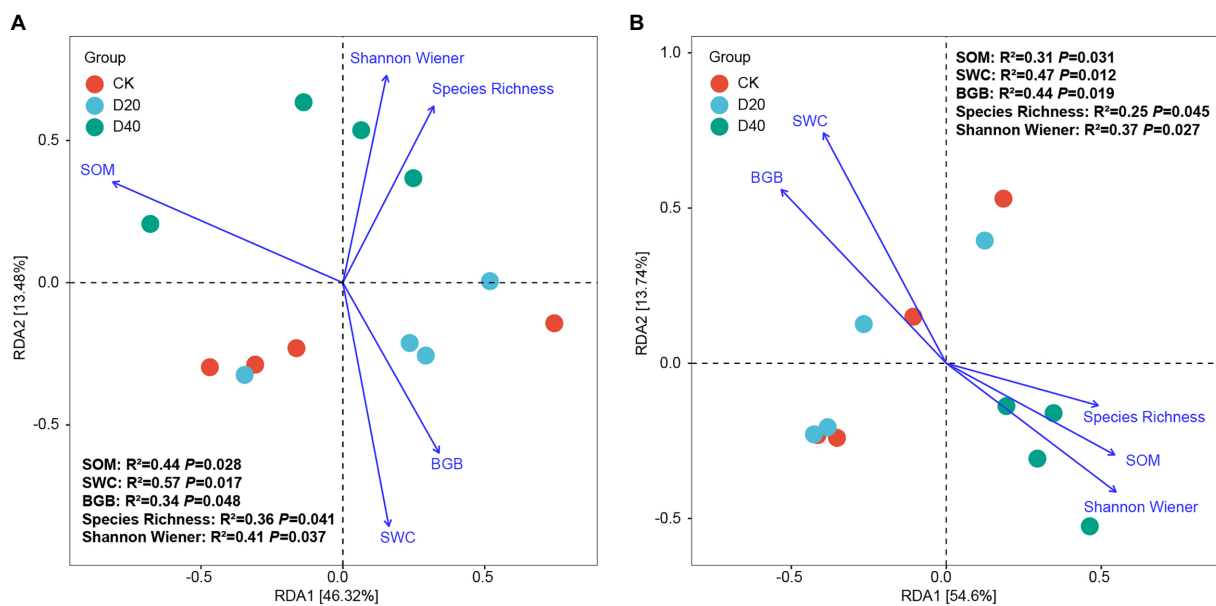 A
Group
CK
D20
D40
Shannon Wiener
Species Richness
SOM
BGB
SWC
SOM: R²=0.44 P=0.028
SWC: R²=0.57 P=0.017
BGB: R²=0.34 P=0.048
Species Richness: R²=0.36 P=0.041
Shannon Wiener: R²=0.41 P=0.037
0.5
0.0
-0.5
RDA2 [13.48%]
-0.5
0.0
0.5
RDA1 [46.32%]
B
Group
CK
D20
D40
SOM: R²=0.31 P=0.031
SWC: R²=0.47 P=0.012
BGB: R²=0.44 P=0.019
Species Richness: R²=0.25 P=0.045
Shannon Wiener: R²=0.37 P=0.027
SWC
BGB
Species Richness
SOM
Shannon Wiener
1.0
0.5
0.0
-0.5
RDA2 [13.74%]
-0.5
0.0
0.5
RDA1 [54.6%]